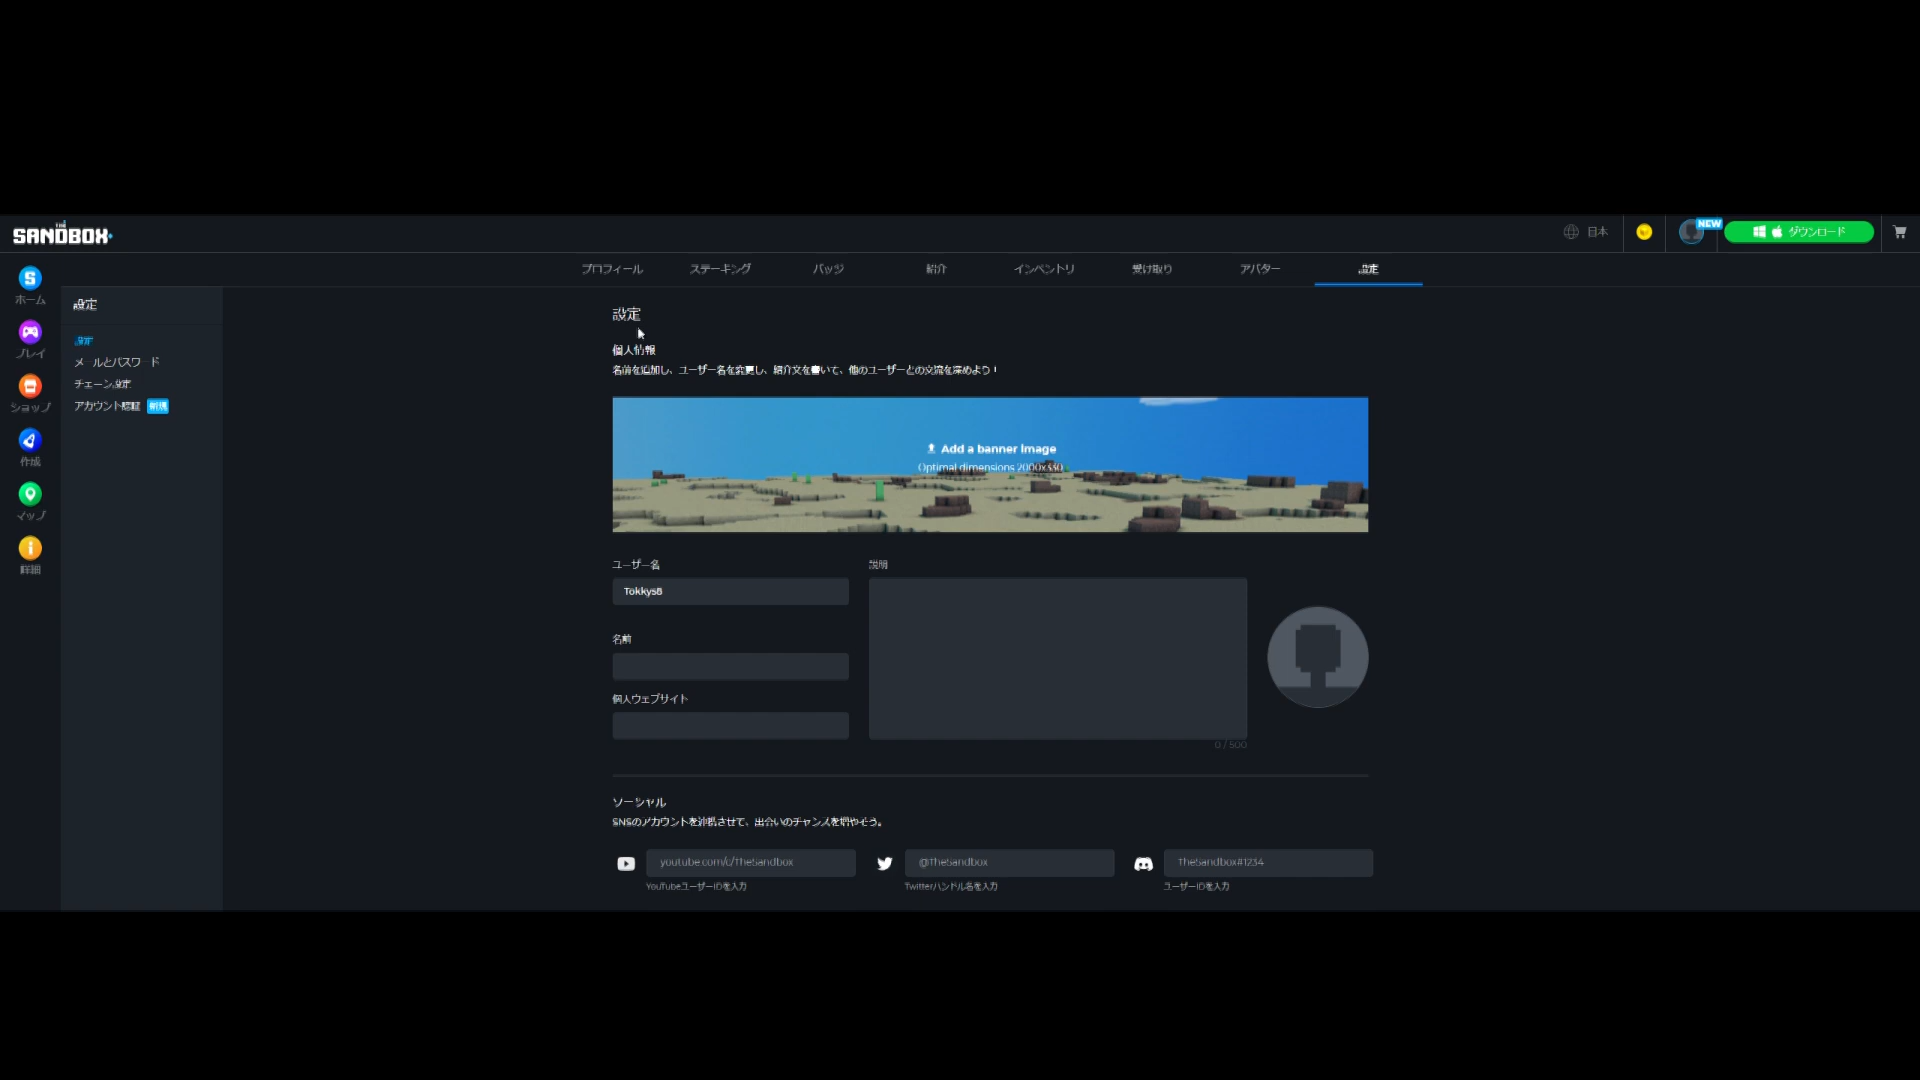 THE
SANDBOX
日本
NEW
ダウンロード
プロフィール
ステーキング
バッジ
紹介
インベントリ
受け取り
アバター
設定
ホーム
プレイ
ショップ
作成
マップ
詳細
設定
設定
メールとパスワード
チェーン設定
アカウント認証 新規
設定
個人情報
名前を追加し、ユーザー名を変更し、紹介文を書いて、他のユーザーとの交流を深めよう！
Add a banner image
Optimal dimensions 2000x330
ユーザー名
説明
名前
個人ウェブサイト
0 / 500
ソーシャル
SNSのアカウントを連携させて、出会いのチャンスを増やそう。
youtube.com/c/TheSandbox
@TheSandbox
TheSandbox#1234
YouTubeユーザーIDを入力
Twitterハンドル名を入力
ユーザーIDを入力